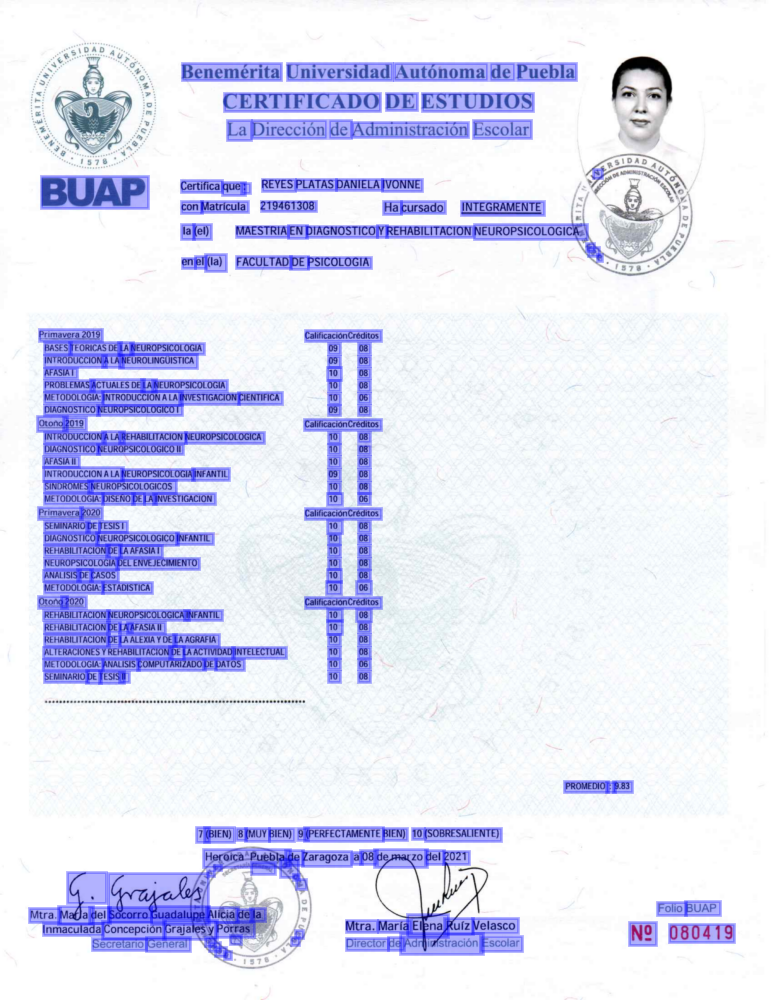 BENEMÉRITA UNIVERSIDAD AUTÓNOMA DE PUEBLA
1578
BUAP
Benemérita Universidad Autónoma de Puebla
CERTIFICADO DE ESTUDIOS
La Dirección de Administración Escolar
Certifica que : REYES PLATAS DANIELA IVONNE
con Matrícula 219461308 Ha cursado INTEGRAMENTE
la (el) MAESTRIA EN DIAGNOSTICO Y REHABILITACION NEUROPSICOLOGICA
en el (la) FACULTAD DE PSICOLOGIA
DIRECCIÓN DE ADMINISTRACIÓN ESCOLAR
1578
Primavera 2019 Calificación Créditos
BASES TEORICAS DE LA NEUROPSICOLOGIA 09 08
INTRODUCCION A LA NEUROLINGUISTICA 09 08
AFASIA I 10 08
PROBLEMAS ACTUALES DE LA NEUROPSICOLOGIA 10 08
METODOLOGIA: INTRODUCCION A LA INVESTIGACION CIENTIFICA 10 06
DIAGNOSTICO NEUROPSICOLOGICO I 09 08
Otoño 2019 Calificación Créditos
INTRODUCCION A LA REHABILITACION NEUROPSICOLOGICA 10 08
DIAGNOSTICO NEUROPSICOLOGICO II 10 08
AFASIA II 10 08
INTRODUCCION A LA NEUROPSICOLOGIA INFANTIL 09 08
SINDROMES NEUROPSICOLOGICOS 10 08
METODOLOGIA: DISEÑO DE LA INVESTIGACION 10 06
Primavera 2020 Calificación Créditos
SEMINARIO DE TESIS I 10 08
DIAGNOSTICO NEUROPSICOLOGICO INFANTIL 10 08
REHABILITACION DE LA AFASIA I 10 08
NEUROPSICOLOGIA DEL ENVEJECIMIENTO 10 08
ANALISIS DE CASOS 10 08
METODOLOGIA: ESTADISTICA 10 06
Otoño 2020 Calificación Créditos
REHABILITACION NEUROPSICOLOGICA INFANTIL 10 08
REHABILITACION DE LA AFASIA II 10 08
REHABILITACION DE LA ALEXIA Y DE LA AGRAFIA 10 08
ALTERACIONES Y REHABILITACION DE LA ACTIVIDAD INTELECTUAL 10 08
METODOLOGIA: ANALISIS COMPUTARIZADO DE DATOS 10 06
SEMINARIO DE TESIS II 10 08
PROMEDIO : 9.83
7 (BIEN) 8 (MUY BIEN) 9 (PERFECTAMENTE BIEN) 10 (SOBRESALIENTE)
Heroica Puebla de Zaragoza a 08 de marzo del 2021
G. Grajales
Mtra. María del Socorro Guadalupe Alicia de la
Inmaculada Concepción Grajales y Porras
Secretario General
1578
Mtra. María Elena Ruíz Velasco
Director de Administración Escolar
Folio BUAP
Nº 080419